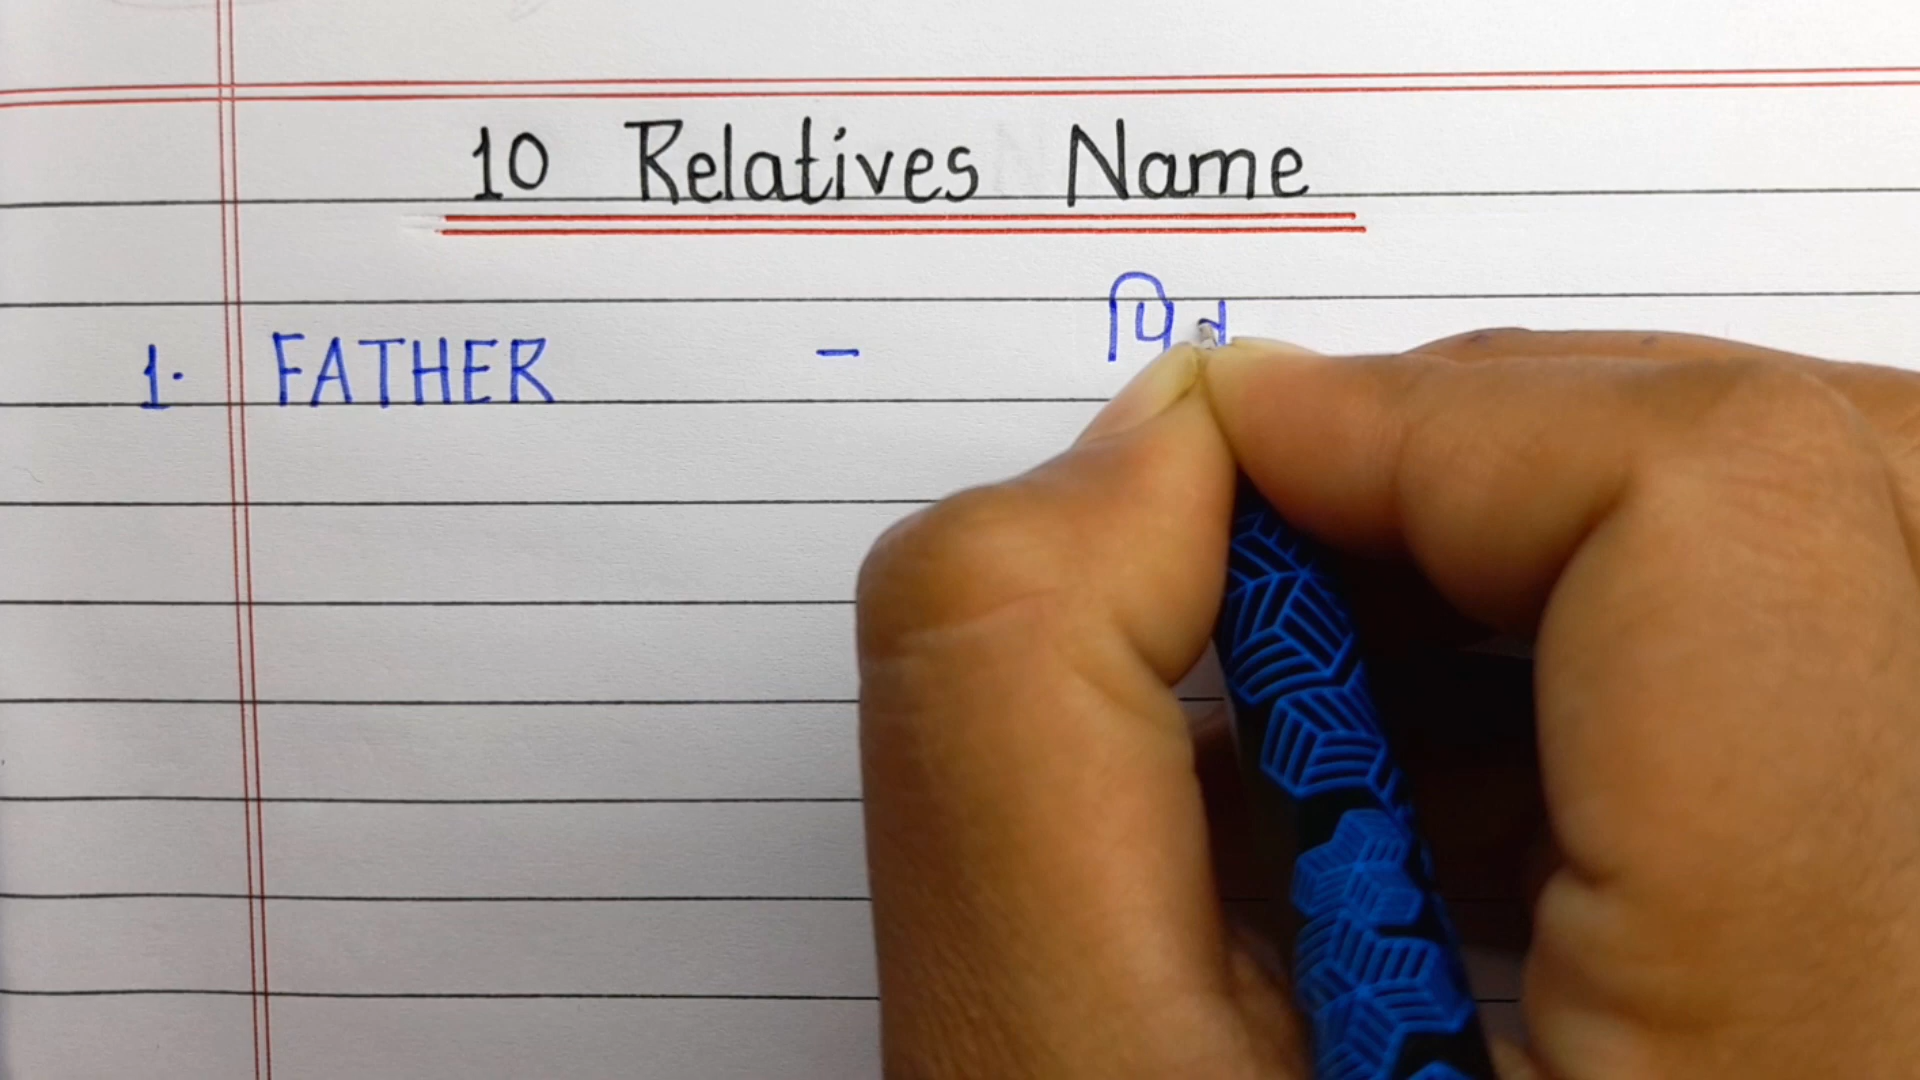 10 Relatives Name
1. FATHER - पित